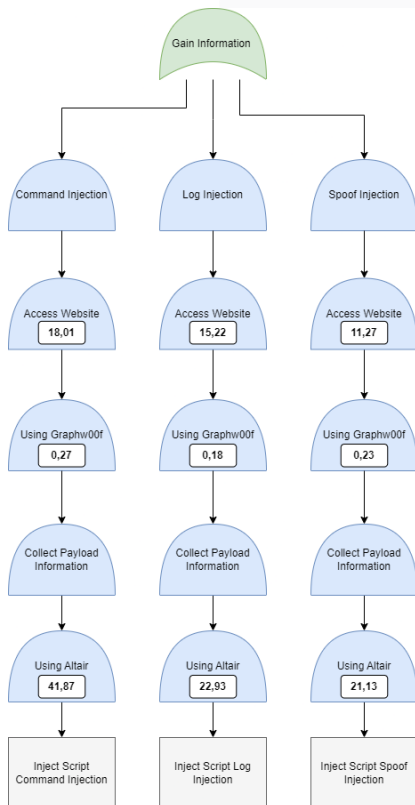 Gain Information
Command Injection
Log Injection
Spoof Injection
Access Website
18,01
Access Website
15,22
Access Website
11,27
Using Graphw00f
0,27
Using Graphw00f
0,18
Using Graphw00f
0,23
Collect Payload
Information
Collect Payload
Information
Collect Payload
Information
Using Altair
41,87
Using Altair
22,93
Using Altair
21,13
Inject Script
Command Injection
Inject Script Log
Injection
Inject Script Spoof
Injection